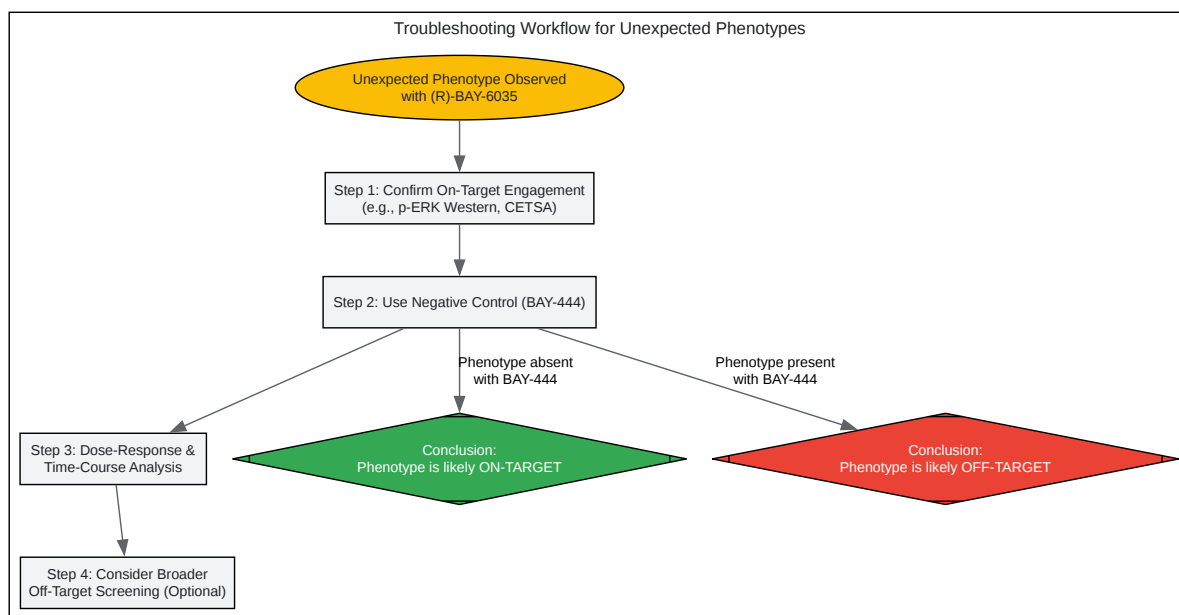 Troubleshooting Workflow for Unexpected Phenotypes
Unexpected Phenotype Observed
with (R)-BAY-6035
Step 1: Confirm On-Target Engagement
(e.g., p-ERK Western, CETSA)
Step 2: Use Negative Control (BAY-444)
Phenotype absent
with BAY-444
Phenotype present
with BAY-444
Step 3: Dose-Response &
Time-Course Analysis
Conclusion:
Phenotype is likely ON-TARGET
Conclusion:
Phenotype is likely OFF-TARGET
Step 4: Consider Broader
Off-Target Screening (Optional)